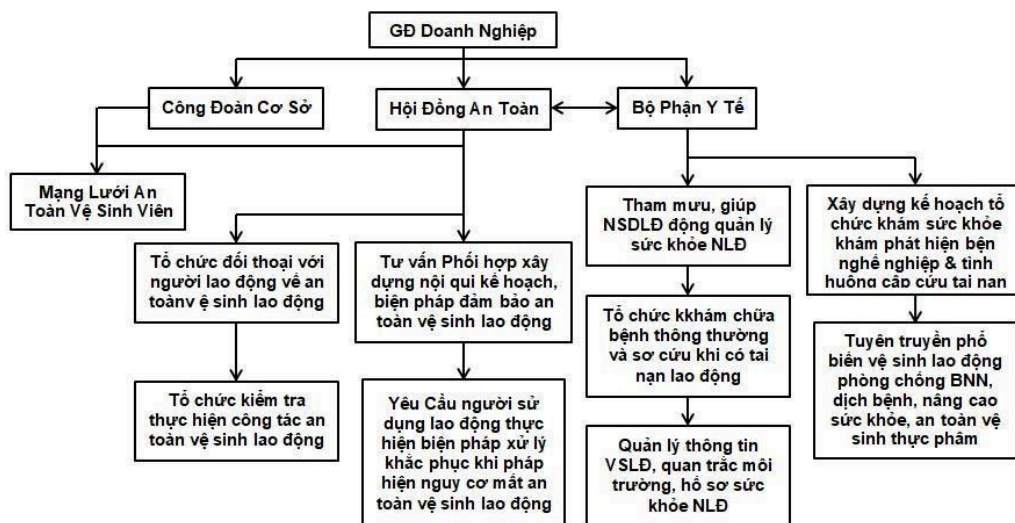 GĐ Doanh Nghiệp
Công Đoàn Cơ Sở
Hội Đồng An Toàn
Bộ Phận Y Tế
Mạng Lưới An
Toàn Vệ Sinh Viên
Tổ chức đối thoại với
người lao động về an
toànv ệ sinh lao động
Tổ chức kiểm tra
thực hiện công tác an
toàn vệ sinh lao động
Tư vấn Phối hợp xây
dựng nội qui kế hoạch,
biện pháp đảm bảo an
toàn vệ sinh lao động
Yêu Cầu người sử
dụng lao động thực
hiện biện pháp xử lý
khắc phục khi pháp
hiện nguy cơ mất an
toàn vệ sinh lao động
Tham mưu, giúp
NSDLĐ động quản lý
sức khỏe NLĐ
Tổ chức kkhám chữa
bệnh thông thường
và sơ cứu khi có tai
nạn lao động
Quản lý thông tin
VSLĐ, quan trắc môi
trường, hồ sơ sức
khỏe NLĐ
Xây dựng kế hoạch tổ
chức khám sức khỏe
khám phát hiện bện
nghề nghiệp & tình
huống cấp cứu tai nạn
Tuyên truyền phổ
biến vệ sinh lao động
phòng chống BNN,
dịch bệnh, nâng cao
sức khỏe, an toàn vệ
sinh thực phẩm